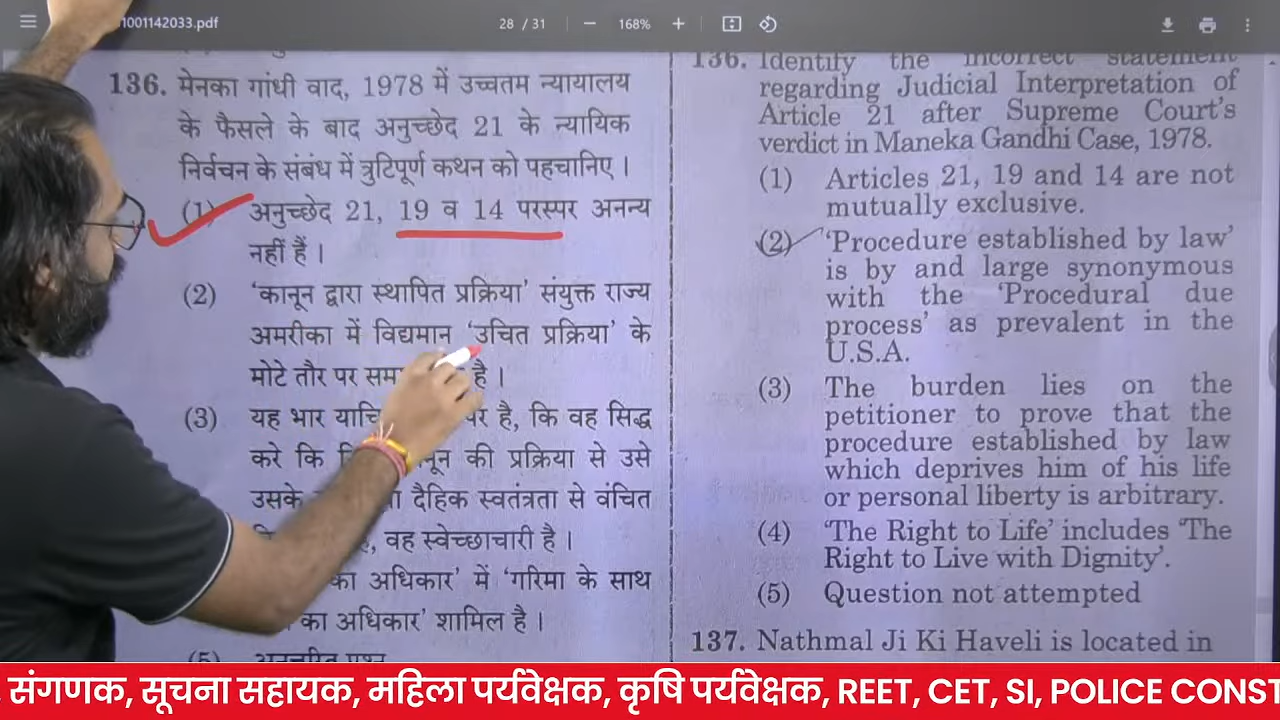 1001142033.pdf
28 / 31
168%
136. मेनका गांधी वाद, 1978 में उच्चतम न्यायालय
के फैसले के बाद अनुच्छेद 21 के न्यायिक
निर्वचन के संबंध में त्रुटिपूर्ण कथन को पहचानिए ।
(1) अनुच्छेद 21, 19 व 14 परस्पर अनन्य
नहीं हैं ।
(2) 'कानून द्वारा स्थापित प्रक्रिया' संयुक्त राज्य
अमरीका में विद्यमान 'उचित प्रक्रिया' के
मोटे तौर पर है ।
(3) यह भार पर है, कि वह सिद्ध
करे कि की प्रक्रिया से उसे
उसके दैहिक स्वतंत्रता से वंचित
वह स्वेच्छाचारी है ।
का अधिकार' में 'गरिमा के साथ
का अधिकार' शामिल है ।
(5) अनुत्तरित प्रश्न
136. Identify the incorrect statement
regarding Judicial Interpretation of
Article 21 after Supreme Court's
verdict in Maneka Gandhi Case, 1978.
(1) Articles 21, 19 and 14 are not
mutually exclusive.
(2) 'Procedure established by law'
is by and large synonymous
with the 'Procedural due
process' as prevalent in the
U.S.A.
(3) The burden lies on the
petitioner to prove that the
procedure established by law
which deprives him of his life
or personal liberty is arbitrary.
(4) 'The Right to Life' includes 'The
Right to Live with Dignity'.
(5) Question not attempted
137. Nathmal Ji Ki Haveli is located in
संगणक, सूचना सहायक, महिला पर्यवेक्षक, कृषि पर्यवेक्षक, REET, CET, SI, POLICE CONST